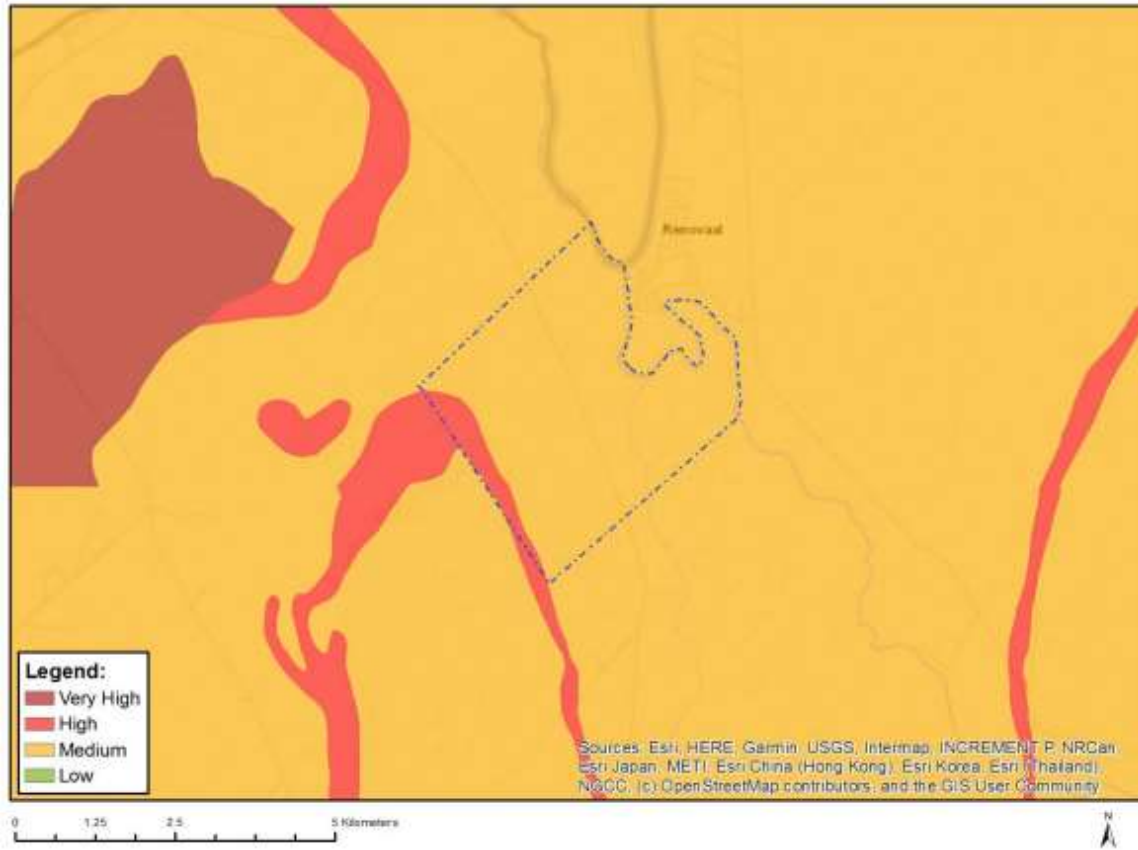 Renovaal
Legend:
Very High
High
Medium
Low
Sources: Esri, HERE, Garmin, USGS, Intermap, INCREMENT P, NRCan,
Esri Japan, METI, Esri China (Hong Kong), Esri Korea, Esri (Thailand),
NGCC, (c) OpenStreetMap contributors, and the GIS User Community
0 1.25 2.5 5 Kilometers
N